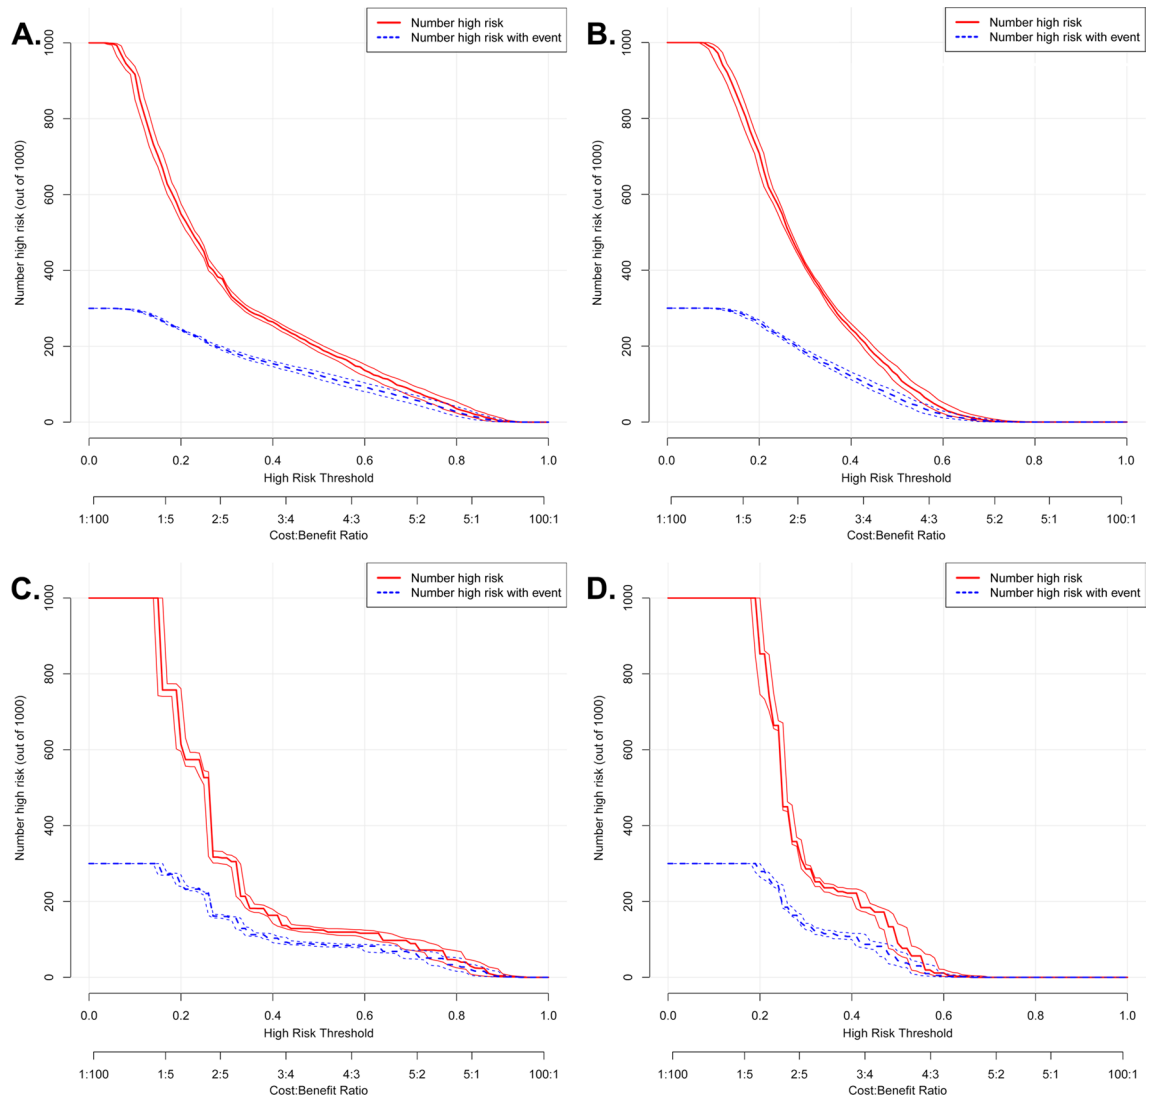 A.
Number high risk
Number high risk with event
Number high risk (out of 1000)
1000
800
600
400
200
0
0.0 0.2 0.4 0.6 0.8 1.0
High Risk Threshold
1:100 1:5 2:5 3:4 4:3 5:2 5:1 100:1
Cost:Benefit Ratio
B.
Number high risk
Number high risk with event
Number high risk (out of 1000)
1000
800
600
400
200
0
0.0 0.2 0.4 0.6 0.8 1.0
High Risk Threshold
1:100 1:5 2:5 3:4 4:3 5:2 5:1 100:1
Cost:Benefit Ratio
C.
Number high risk
Number high risk with event
Number high risk (out of 1000)
1000
800
600
400
200
0
0.0 0.2 0.4 0.6 0.8 1.0
High Risk Threshold
1:100 1:5 2:5 3:4 4:3 5:2 5:1 100:1
Cost:Benefit Ratio
D.
Number high risk
Number high risk with event
Number high risk (out of 1000)
1000
800
600
400
200
0
0.0 0.2 0.4 0.6 0.8 1.0
High Risk Threshold
1:100 1:5 2:5 3:4 4:3 5:2 5:1 100:1
Cost:Benefit Ratio